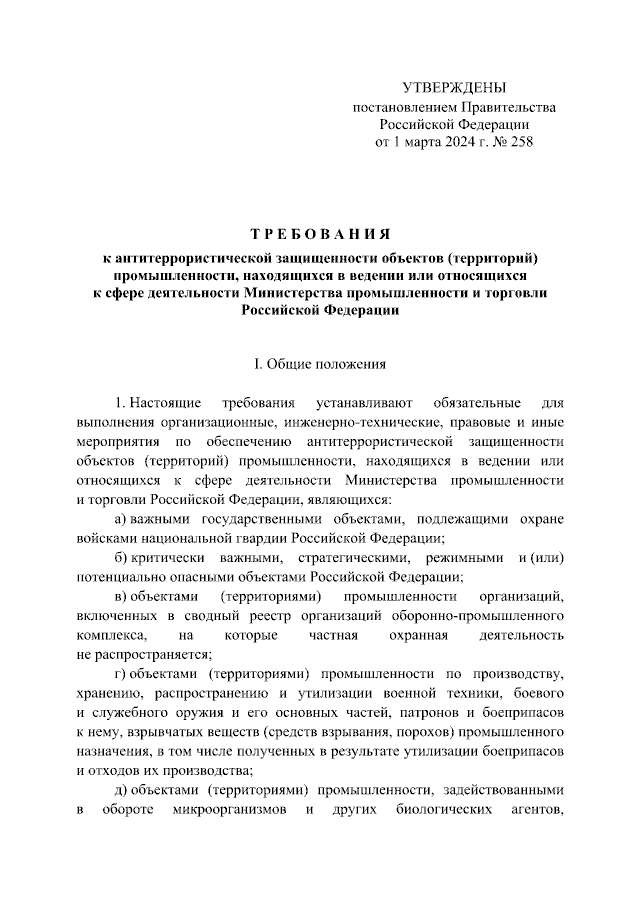 УТВЕРЖДЕНЫ
постановлением Правительства
Российской Федерации
от 1 марта 2024 г. № 258
Т Р Е Б О В А Н И Я
к антитеррористической защищенности объектов (территорий)
промышленности, находящихся в ведении или относящихся
к сфере деятельности Министерства промышленности и торговли
Российской Федерации
I. Общие положения
1. Настоящие требования устанавливают обязательные для
выполнения организационные, инженерно-технические, правовые и иные
мероприятия по обеспечению антитеррористической защищенности
объектов (территорий) промышленности, находящихся в ведении или
относящихся к сфере деятельности Министерства промышленности
и торговли Российской Федерации, являющихся:
а) важными государственными объектами, подлежащими охране
войсками национальной гвардии Российской Федерации;
б) критически важными, стратегическими, режимными и (или)
потенциально опасными объектами Российской Федерации;
в) объектами (территориями) промышленности организаций,
включенных в сводный реестр организаций оборонно-промышленного
комплекса, на которые частная охранная деятельность
не распространяется;
г) объектами (территориями) промышленности по производству,
хранению, распространению и утилизации военной техники, боевого
и служебного оружия и его основных частей, патронов и боеприпасов
к нему, взрывчатых веществ (средств взрывания, порохов) промышленного
назначения, в том числе полученных в результате утилизации боеприпасов
и отходов их производства;
д) объектами (территориями) промышленности, задействованными
в обороте микроорганизмов и других биологических агентов,